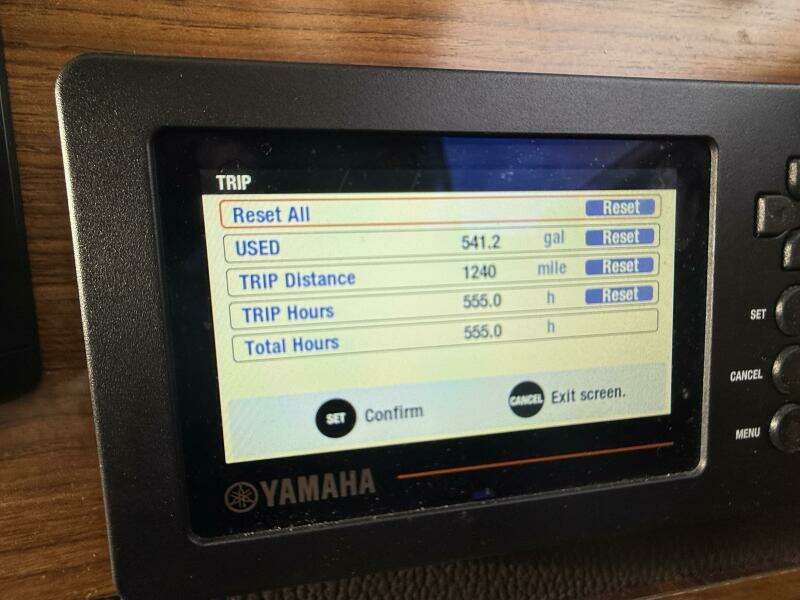 TRIP
Reset All Reset
USED 541.2 gal Reset
TRIP Distance 1240 mile Reset
TRIP Hours 555.0 h Reset
Total Hours 555.0 h
SET Confirm CANCEL Exit screen.
YAMAHA
SET
CANCEL
MENU